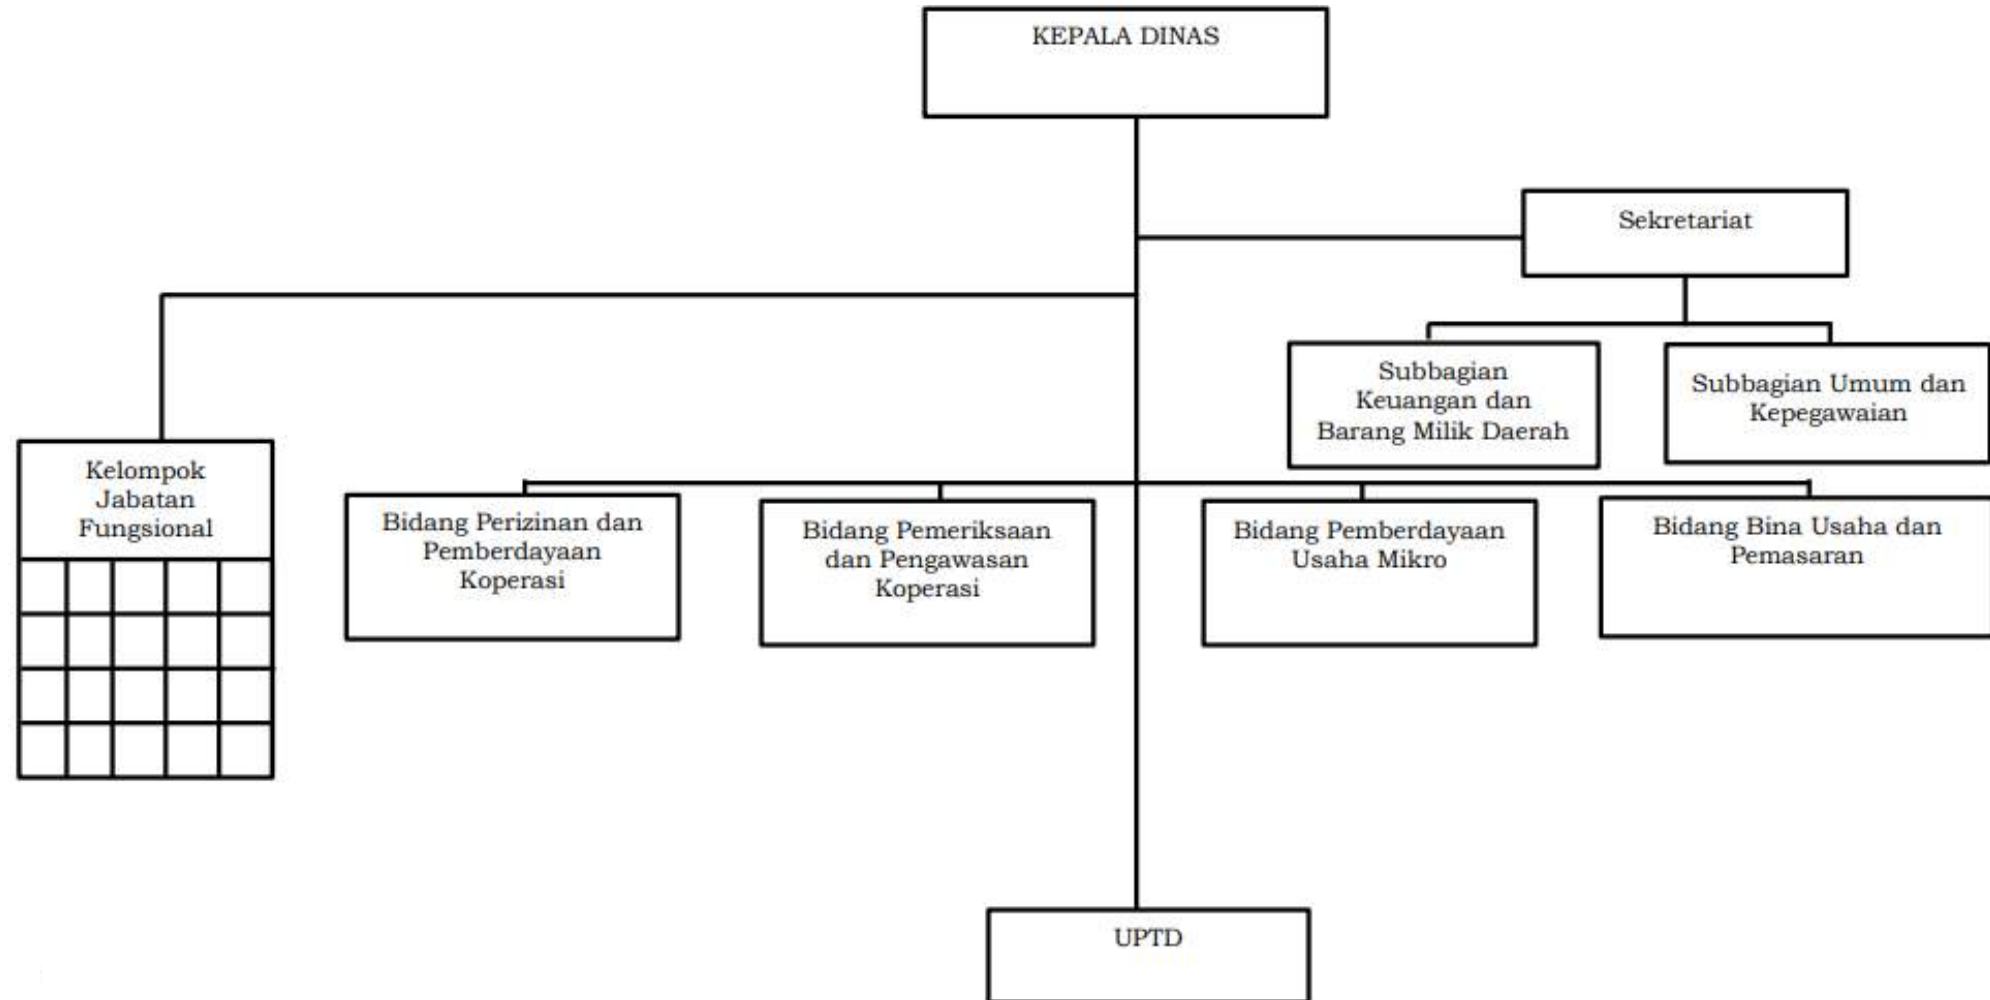 KEPALA DINAS
Sekretariat
Subbagian
Keuangan dan
Barang Milik Daerah
Subbagian Umum dan
Kepegawaian
Kelompok
Jabatan
Fungsional
Bidang Perizinan dan
Pemberdayaan
Koperasi
Bidang Pemeriksaan
dan Pengawasan
Koperasi
Bidang Pemberdayaan
Usaha Mikro
Bidang Bina Usaha dan
Pemasaran
UPTD